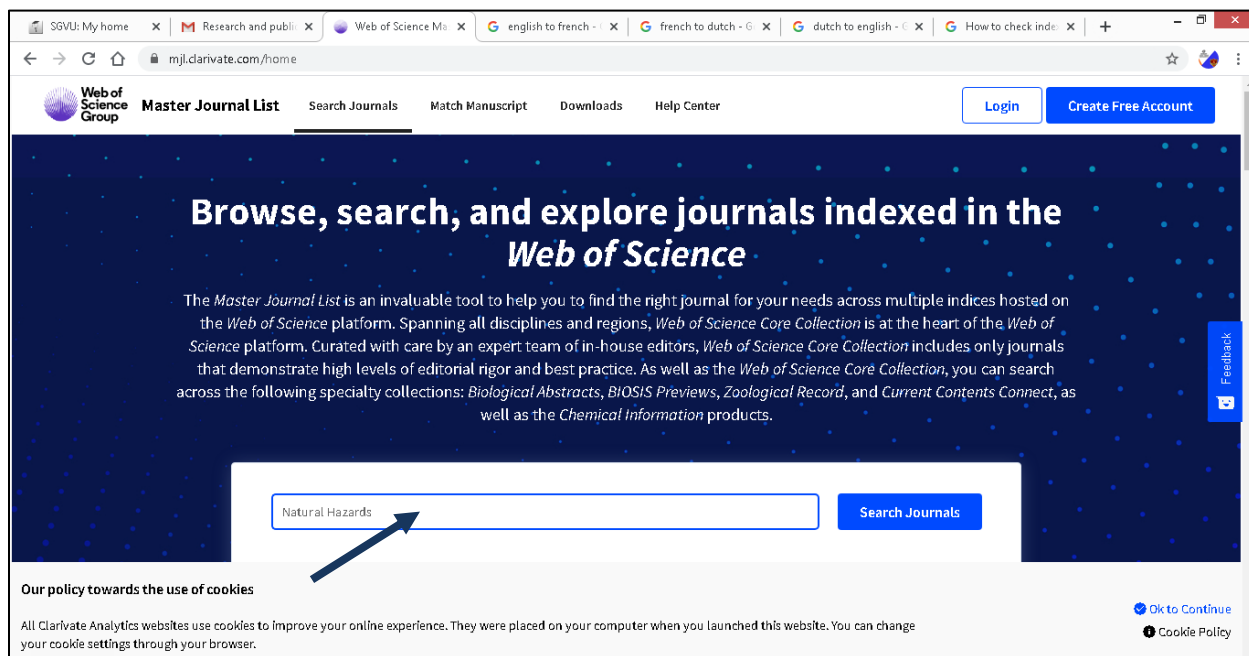 SGVU: My home
Research and public
Web of Science Ma
english to french -
french to dutch - G
dutch to english - G
How to check inde
mjl.clarivate.com/home
Web of
Science
Group
Master Journal List
Search Journals
Match Manuscript
Downloads
Help Center
Login
Create Free Account
Browse, search, and explore journals indexed in the
Web of Science
The Master Journal List is an invaluable tool to help you to find the right journal for your needs across multiple indices hosted on
the Web of Science platform. Spanning all disciplines and regions, Web of Science Core Collection is at the heart of the Web of
Science platform. Curated with care by an expert team of in-house editors, Web of Science Core Collection includes only journals
that demonstrate high levels of editorial rigor and best practice. As well as the Web of Science Core Collection, you can search
across the following specialty collections: Biological Abstracts, BIOSIS Previews, Zoological Record, and Current Contents Connect, as
well as the Chemical Information products.
Feedback
Natural Hazards
Search Journals
Our policy towards the use of cookies
All Clarivate Analytics websites use cookies to improve your online experience. They were placed on your computer when you launched this website. You can change
your cookie settings through your browser.
Ok to Continue
Cookie Policy